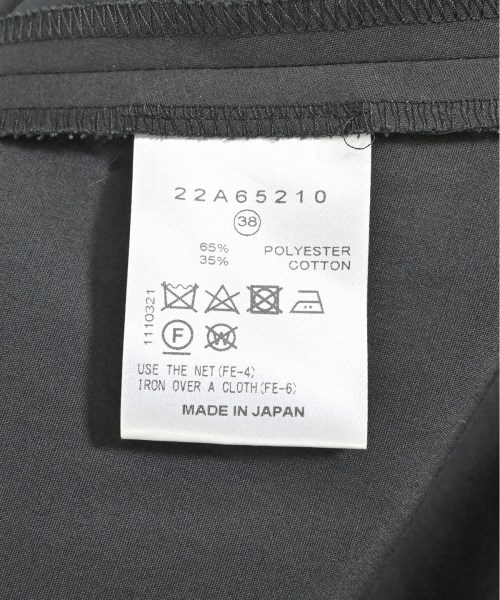 22A65210
38
65% POLYESTER
35% COTTON
1110321
F W
USE THE NET(FE-4)
IRON OVER A CLOTH(FE-6)
MADE IN JAPAN